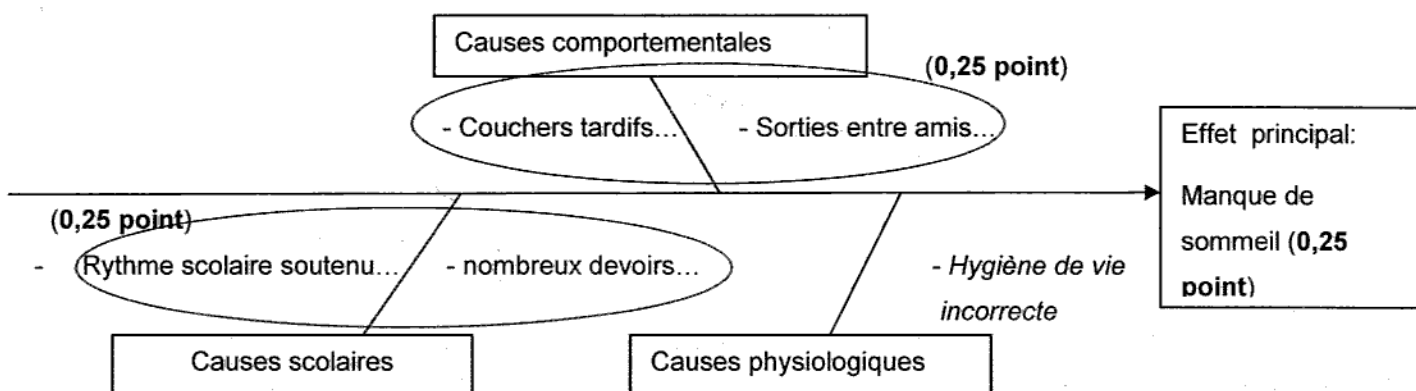 Causes comportementales
(0,25 point)
- Couchers tardifs... - Sorties entre amis...
Effet principal:
Manque de
sommeil (0,25
point)
(0,25 point)
- Rythme scolaire soutenu... - nombreux devoirs...
- Hygiène de vie
incorrecte
Causes scolaires
Causes physiologiques